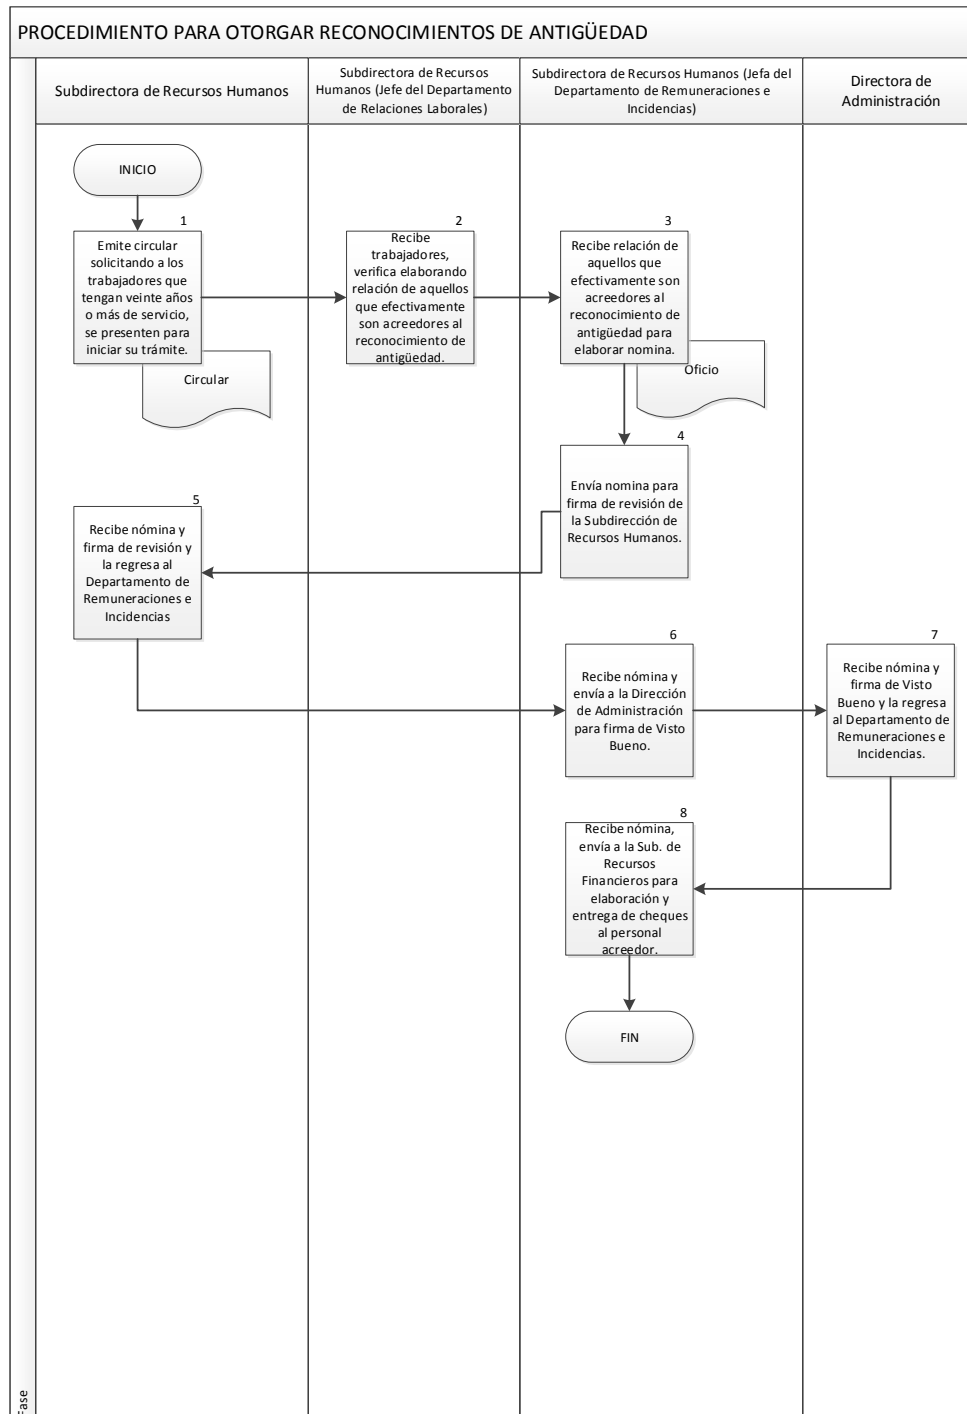 PROCEDIMIENTO PARA OTORGAR RECONOCIMIENTOS DE ANTIGÜEDAD
Subdirectora de Recursos Humanos
Subdirectora de Recursos
Humanos (Jefe del Departamento
de Relaciones Laborales)
Subdirectora de Recursos Humanos (Jefa del
Departamento de Remuneraciones e
Incidencias)
Directora de
Administración
INICIO
1
Emite circular
solicitando a los
trabajadores que
tengan veinte años
o más de servicio,
se presenten para
iniciar su trámite.
Circular
2
Recibe
trabajadores,
verifica elaborando
relación de aquellos
que efectivamente
son acreedores al
reconocimiento de
antigüedad.
3
Recibe relación de
aquellos que
efectivamente son
acreedores al
reconocimiento de
antigüedad para
elaborar nomina.
Oficio
4
Envía nomina para
firma de revisión de
la Subdirección de
Recursos Humanos.
5
Recibe nómina y
firma de revisión y
la regresa al
Departamento de
Remuneraciones e
Incidencias
6
Recibe nómina y
envía a la Dirección
de Administración
para firma de Visto
Bueno.
7
Recibe nómina y
firma de Visto
Bueno y la regresa
al Departamento de
Remuneraciones e
Incidencias.
8
Recibe nómina,
envía a la Sub. de
Recursos
Financieros para
elaboración y
entrega de cheques
al personal
acreedor.
FIN
Fase